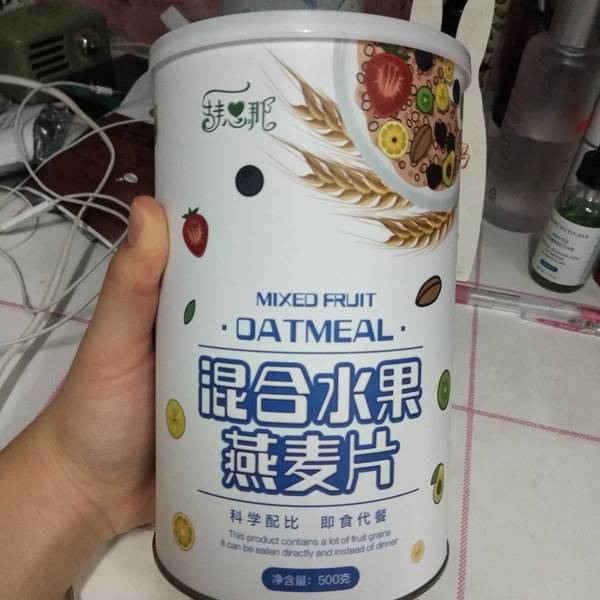 MIXED FRUIT
·OATMEAL·
混合水果
燕麦片
科学配比 即食代餐
This product contains a lot of fruit grains
it can be eaten directly and instead of dinner
净含量：500克
PHYTO
CORRECTIVE